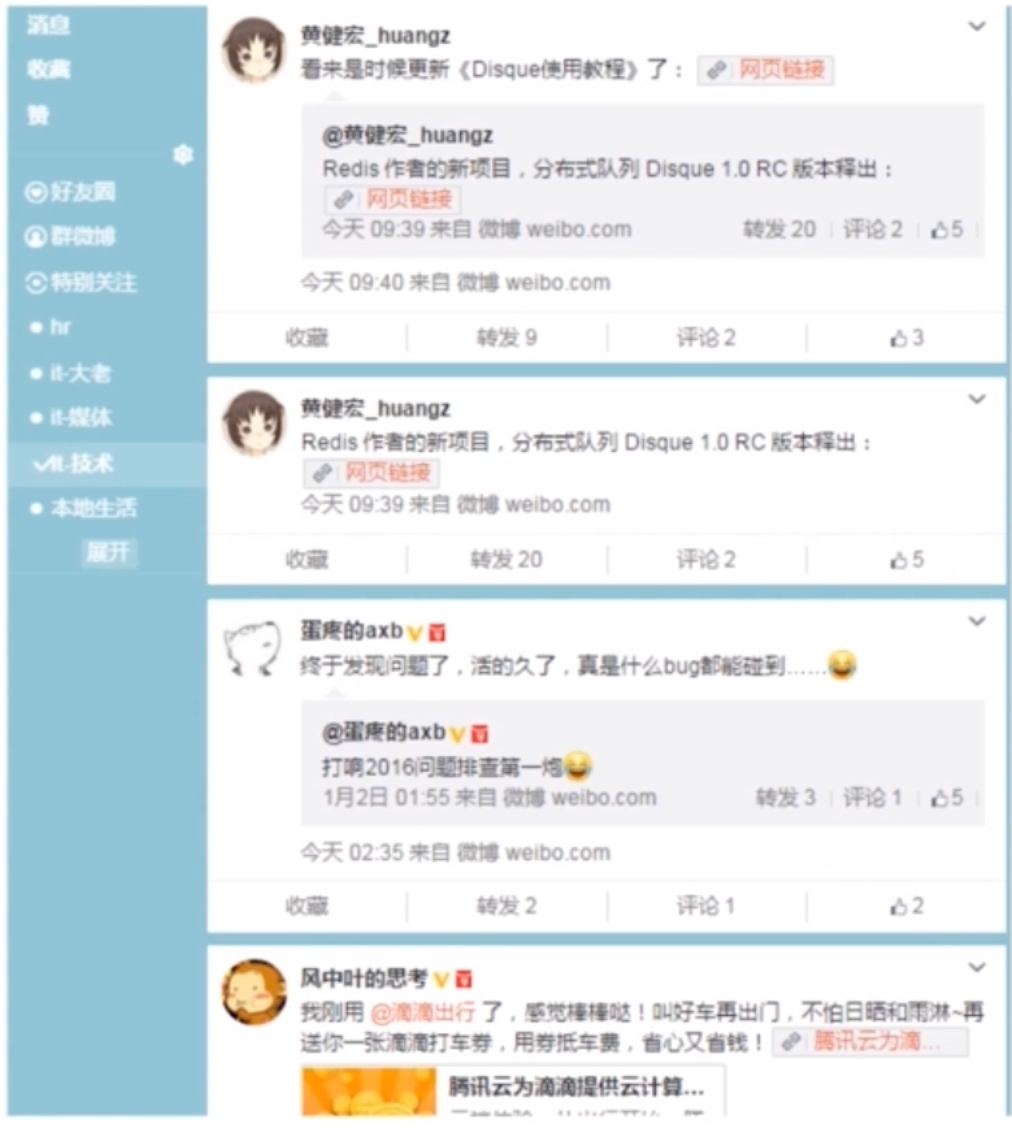 消息
收藏
赞
好友圈
群微博
特别关注
hr
it-大老
it-媒体
it-技术
本地生活
展开
黄健宏_huangz
看来是时候更新《Disque使用教程》了： 网页链接
@黄健宏_huangz
Redis 作者的新项目，分布式队列 Disque 1.0 RC 版本释出：
网页链接
今天 09:39 来自 微博 weibo.com 转发 20 评论 2 5
今天 09:40 来自 微博 weibo.com
收藏 转发 9 评论 2 3
黄健宏_huangz
Redis 作者的新项目，分布式队列 Disque 1.0 RC 版本释出：
网页链接
今天 09:39 来自 微博 weibo.com
收藏 转发 20 评论 2 5
蛋疼的axb
终于发现问题了，活的久了，真是什么bug都能碰到……😂
@蛋疼的axb
打响2016问题排查第一炮😂
1月2日 01:55 来自 微博 weibo.com 转发 3 评论 1 5
今天 02:35 来自 微博 weibo.com
收藏 转发 2 评论 1 2
风中叶的思考
我刚用 @滴滴出行 了，感觉棒棒哒！叫好车再出门，不怕日晒和雨淋~再
送你一张滴滴打车券，用券抵车费，省心又省钱！ 腾讯云为滴...
腾讯云为滴滴提供云计算...